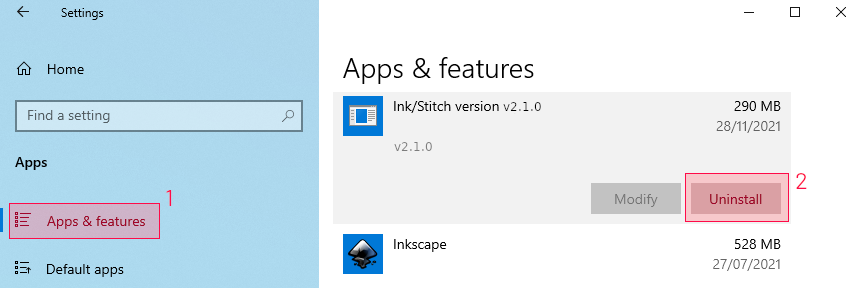 Settings
Home
Find a setting
Apps
1
Apps & features
Default apps
Apps & features
Ink/Stitch version v2.1.0
290 MB
28/11/2021
v2.1.0
Modify
Uninstall
2
Inkscape
528 MB
27/07/2021